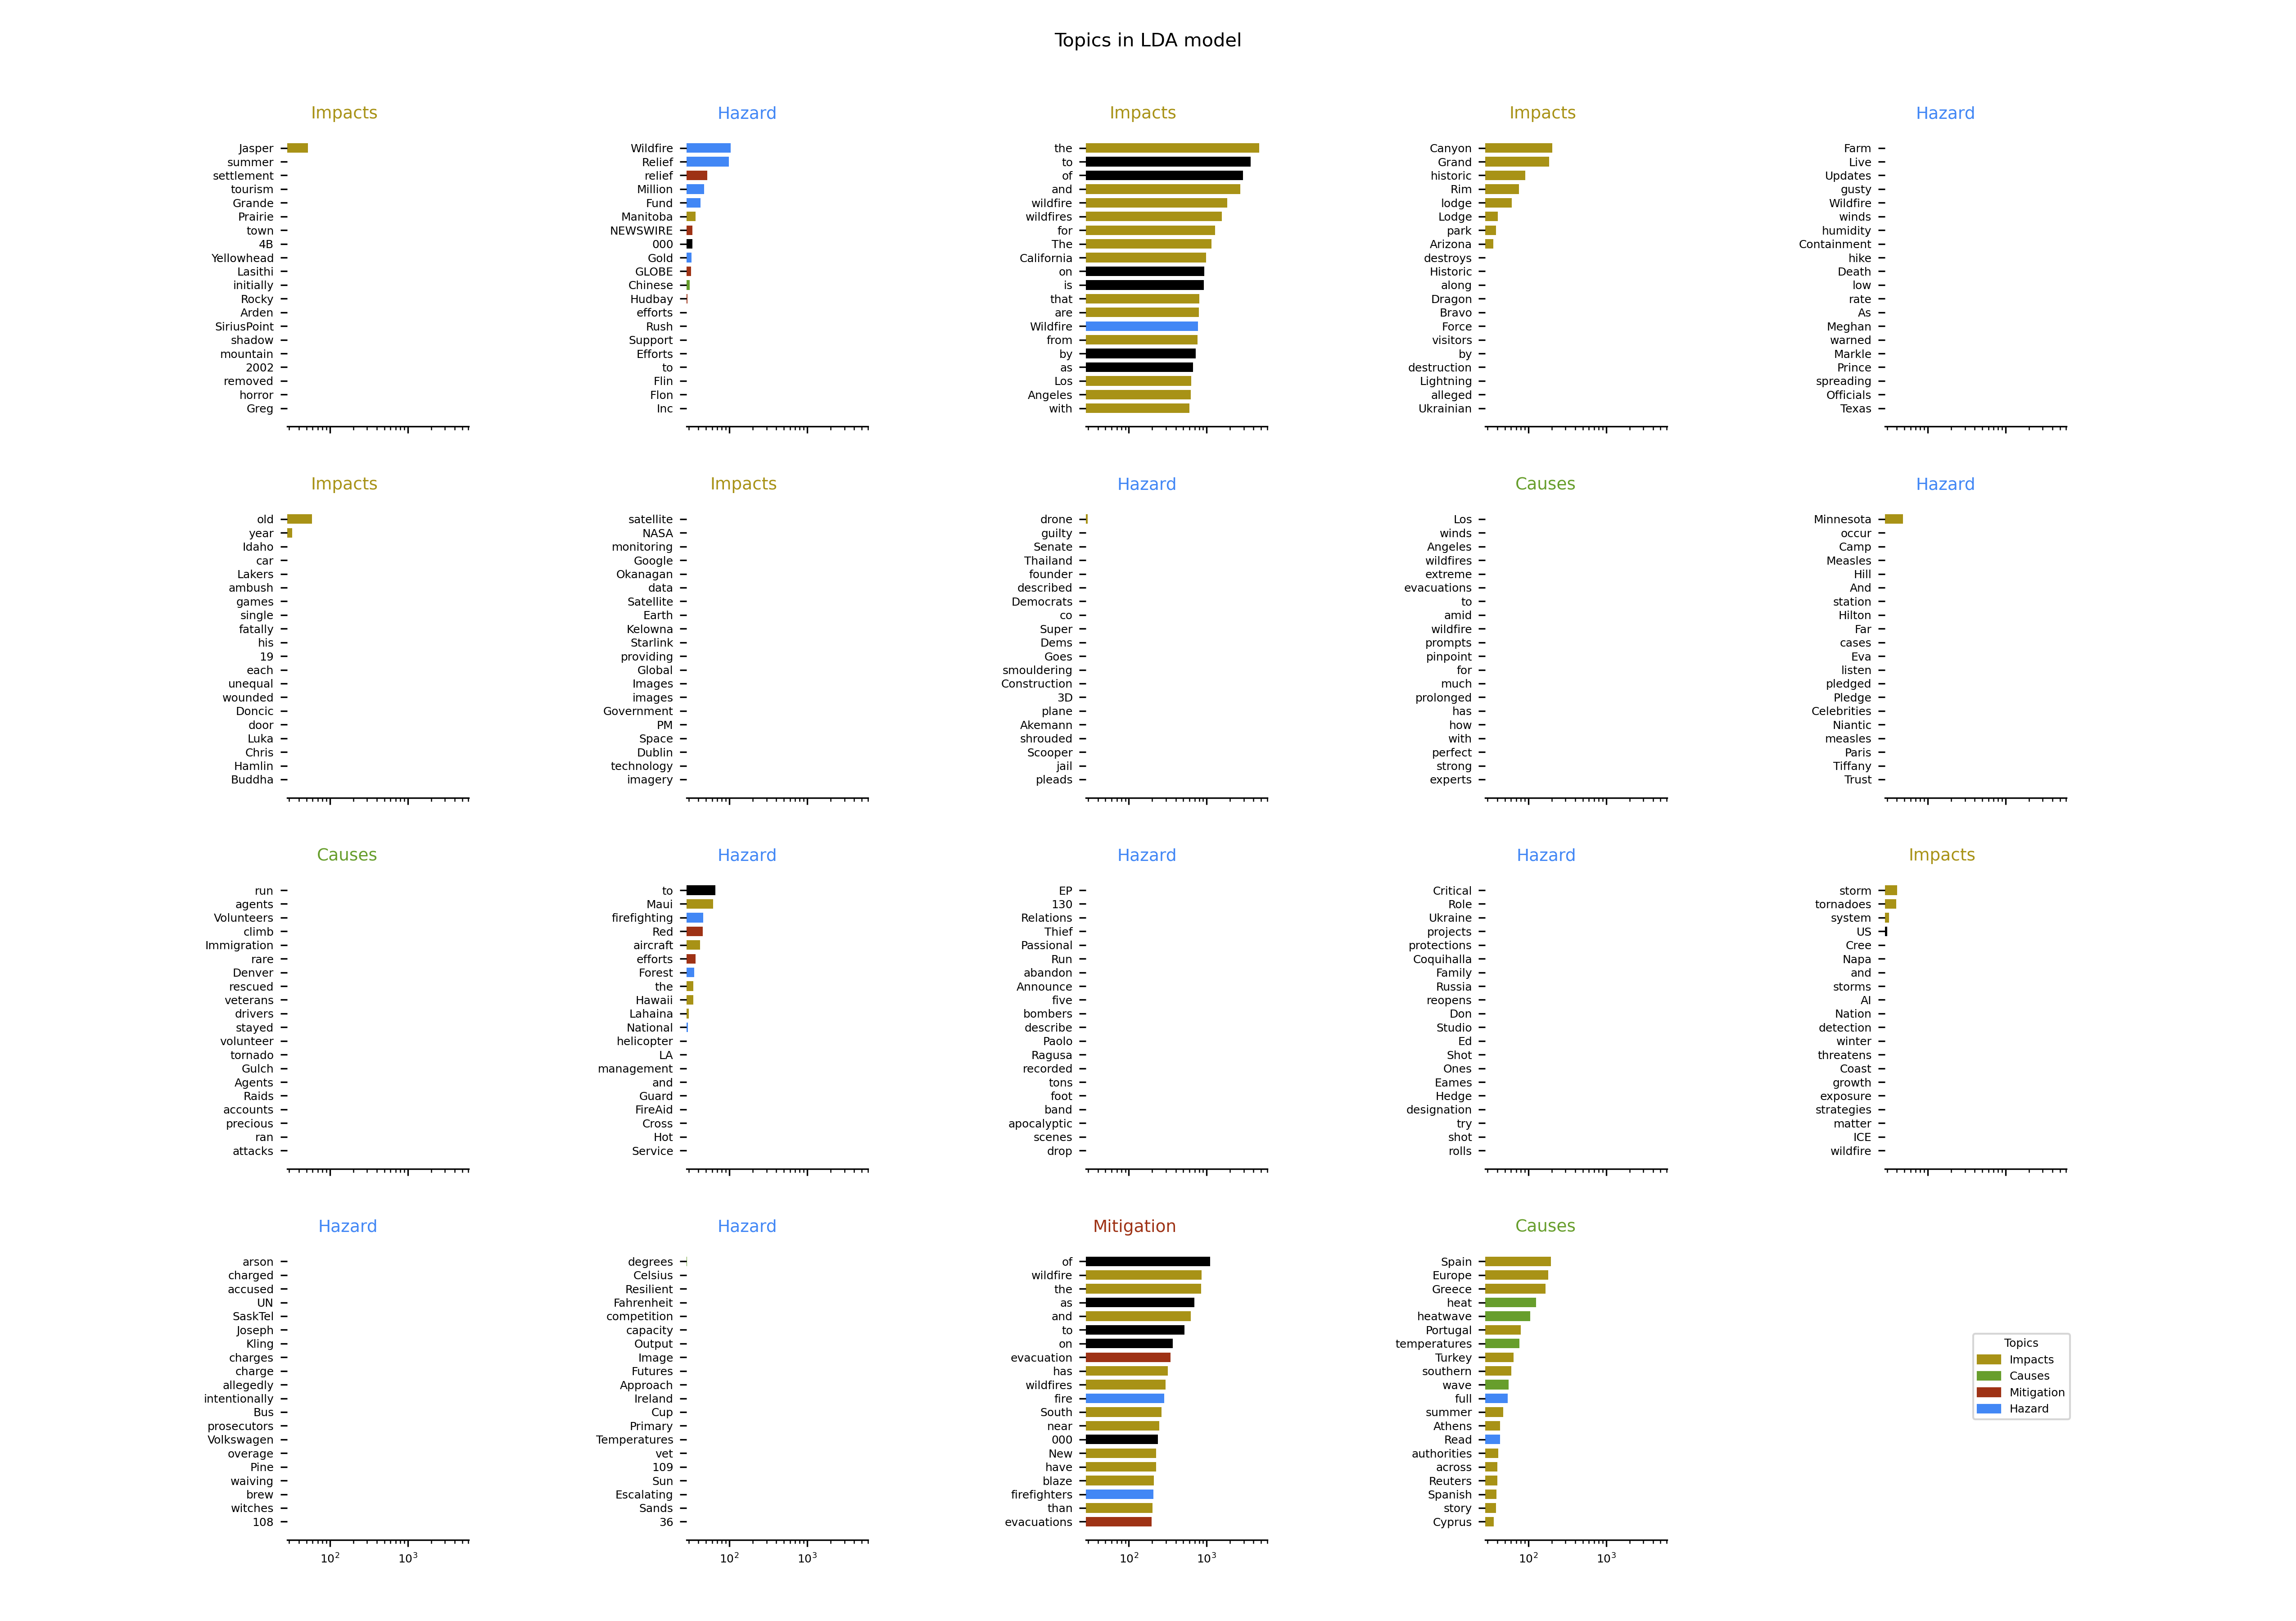 Topics in LDA model
Impacts
Jasper
summer
settlement
tourism
Grande
Prairie
town
4B
Yellowhead
Lasithi
initially
Rocky
Arden
SiriusPoint
shadow
mountain
2002
removed
horror
Greg
Hazard
Wildfire
Relief
relief
Million
Fund
Manitoba
NEWSWIRE
000
Gold
GLOBE
Chinese
Hudbay
efforts
Rush
Support
Efforts
to
Flin
Flon
Inc
Impacts
the
to
of
and
wildfire
wildfires
for
The
California
on
is
that
are
Wildfire
from
by
as
Los
Angeles
with
Impacts
Canyon
Grand
historic
Rim
lodge
Lodge
park
Arizona
destroys
Historic
along
Dragon
Bravo
Force
visitors
by
destruction
Lightning
alleged
Ukrainian
Hazard
Farm
Live
Updates
gusty
Wildfire
winds
humidity
Containment
hike
Death
low
rate
As
Meghan
warned
Markle
Prince
spreading
Officials
Texas
Impacts
old
year
Idaho
car
Lakers
ambush
games
single
fatally
his
19
each
unequal
wounded
Doncic
door
Luka
Chris
Hamlin
Buddha
Impacts
satellite
NASA
monitoring
Google
Okanagan
data
Satellite
Earth
Kelowna
Starlink
providing
Global
Images
images
Government
PM
Space
Dublin
technology
imagery
Hazard
drone
guilty
Senate
Thailand
founder
described
Democrats
co
Super
Dems
Goes
smouldering
Construction
3D
plane
Akemann
shrouded
Scooper
jail
pleads
Causes
Los
winds
Angeles
wildfires
extreme
evacuations
to
amid
wildfire
prompts
pinpoint
for
much
prolonged
has
how
with
perfect
strong
experts
Hazard
Minnesota
occur
Camp
Measles
Hill
And
station
Hilton
Far
cases
Eva
listen
pledged
Pledge
Celebrities
Niantic
measles
Paris
Tiffany
Trust
Causes
run
agents
Volunteers
climb
Immigration
rare
Denver
rescued
veterans
drivers
stayed
volunteer
tornado
Gulch
Agents
Raids
accounts
precious
ran
attacks
Hazard
to
Maui
firefighting
Red
aircraft
efforts
Forest
the
Hawaii
Lahaina
National
helicopter
LA
management
and
Guard
FireAid
Cross
Hot
Service
Hazard
EP
130
Relations
Thief
Passional
Run
abandon
Announce
five
bombers
describe
Paolo
Ragusa
recorded
tons
foot
band
apocalyptic
scenes
drop
Hazard
Critical
Role
Ukraine
projects
protections
Coquihalla
Family
Russia
reopens
Don
Studio
Ed
Shot
Ones
Eames
Hedge
designation
try
shot
rolls
Impacts
storm
tornadoes
system
US
Cree
Napa
and
storms
AI
Nation
detection
winter
threatens
Coast
growth
exposure
strategies
matter
ICE
wildfire
Hazard
arson
charged
accused
UN
SaskTel
Joseph
Kling
charges
charge
allegedly
intentionally
Bus
prosecutors
Volkswagen
overage
Pine
waiving
brew
witches
108
10² 10³
Hazard
degrees
Celsius
Resilient
Fahrenheit
competition
capacity
Output
Image
Futures
Approach
Ireland
Cup
Primary
Temperatures
vet
109
Sun
Escalating
Sands
36
10² 10³
Mitigation
of
wildfire
the
as
and
to
on
evacuation
has
wildfires
fire
South
near
000
New
have
blaze
firefighters
than
evacuations
10² 10³
Causes
Spain
Europe
Greece
heat
heatwave
Portugal
temperatures
Turkey
southern
wave
full
summer
Athens
Read
authorities
across
Reuters
Spanish
story
Cyprus
10² 10³
Topics
Impacts
Causes
Mitigation
Hazard